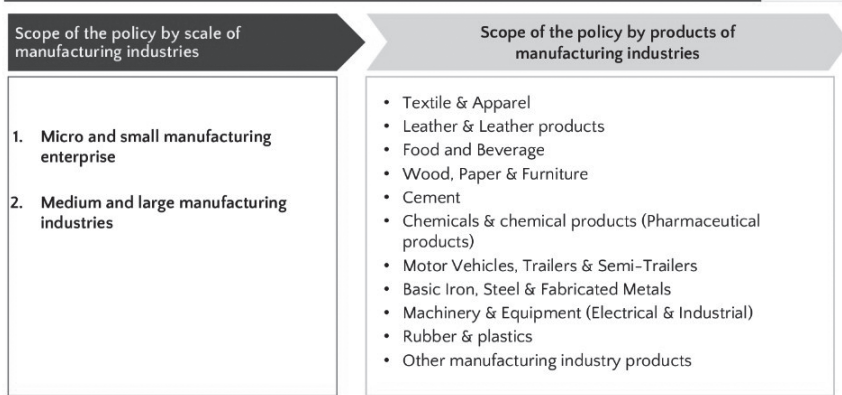 Scope of the policy by scale of
manufacturing industries
1. Micro and small manufacturing
enterprise
2. Medium and large manufacturing
industries
Scope of the policy by products of
manufacturing industries
• Textile & Apparel
• Leather & Leather products
• Food and Beverage
• Wood, Paper & Furniture
• Cement
• Chemicals & chemical products (Pharmaceutical
products)
• Motor Vehicles, Trailers & Semi-Trailers
• Basic Iron, Steel & Fabricated Metals
• Machinery & Equipment (Electrical & Industrial)
• Rubber & plastics
• Other manufacturing industry products